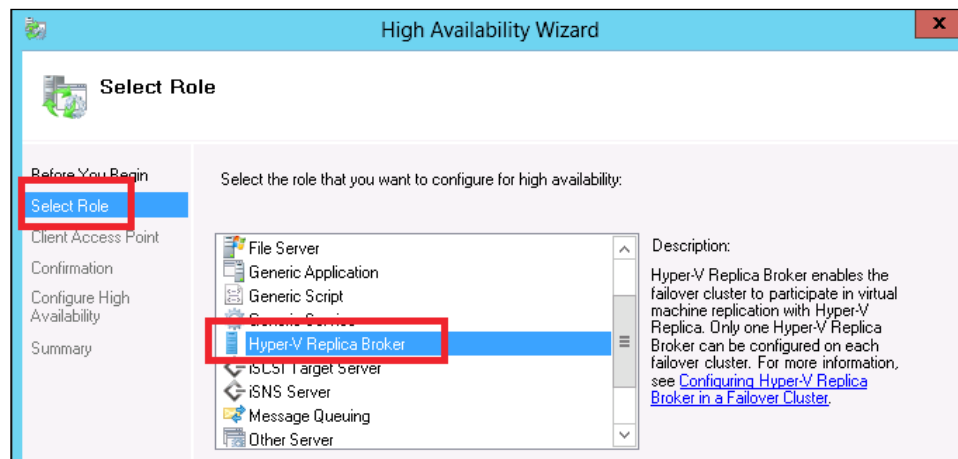 High Availability Wizard
x
Select Role
Before You Begin
Select Role
Client Access Point
Confirmation
Configure High
Availability
Summary
Select the role that you want to configure for high availability:
File Server
Generic Application
Generic Script
Generic Service
Hyper-V Replica Broker
iSCSI Target Server
iSNS Server
Message Queuing
Other Server
Description:
Hyper-V Replica Broker enables the
failover cluster to participate in virtual
machine replication with Hyper-V
Replica. Only one Hyper-V Replica
Broker can be configured on each
failover cluster. For more information,
see Configuring Hyper-V Replica
Broker in a Failover Cluster.